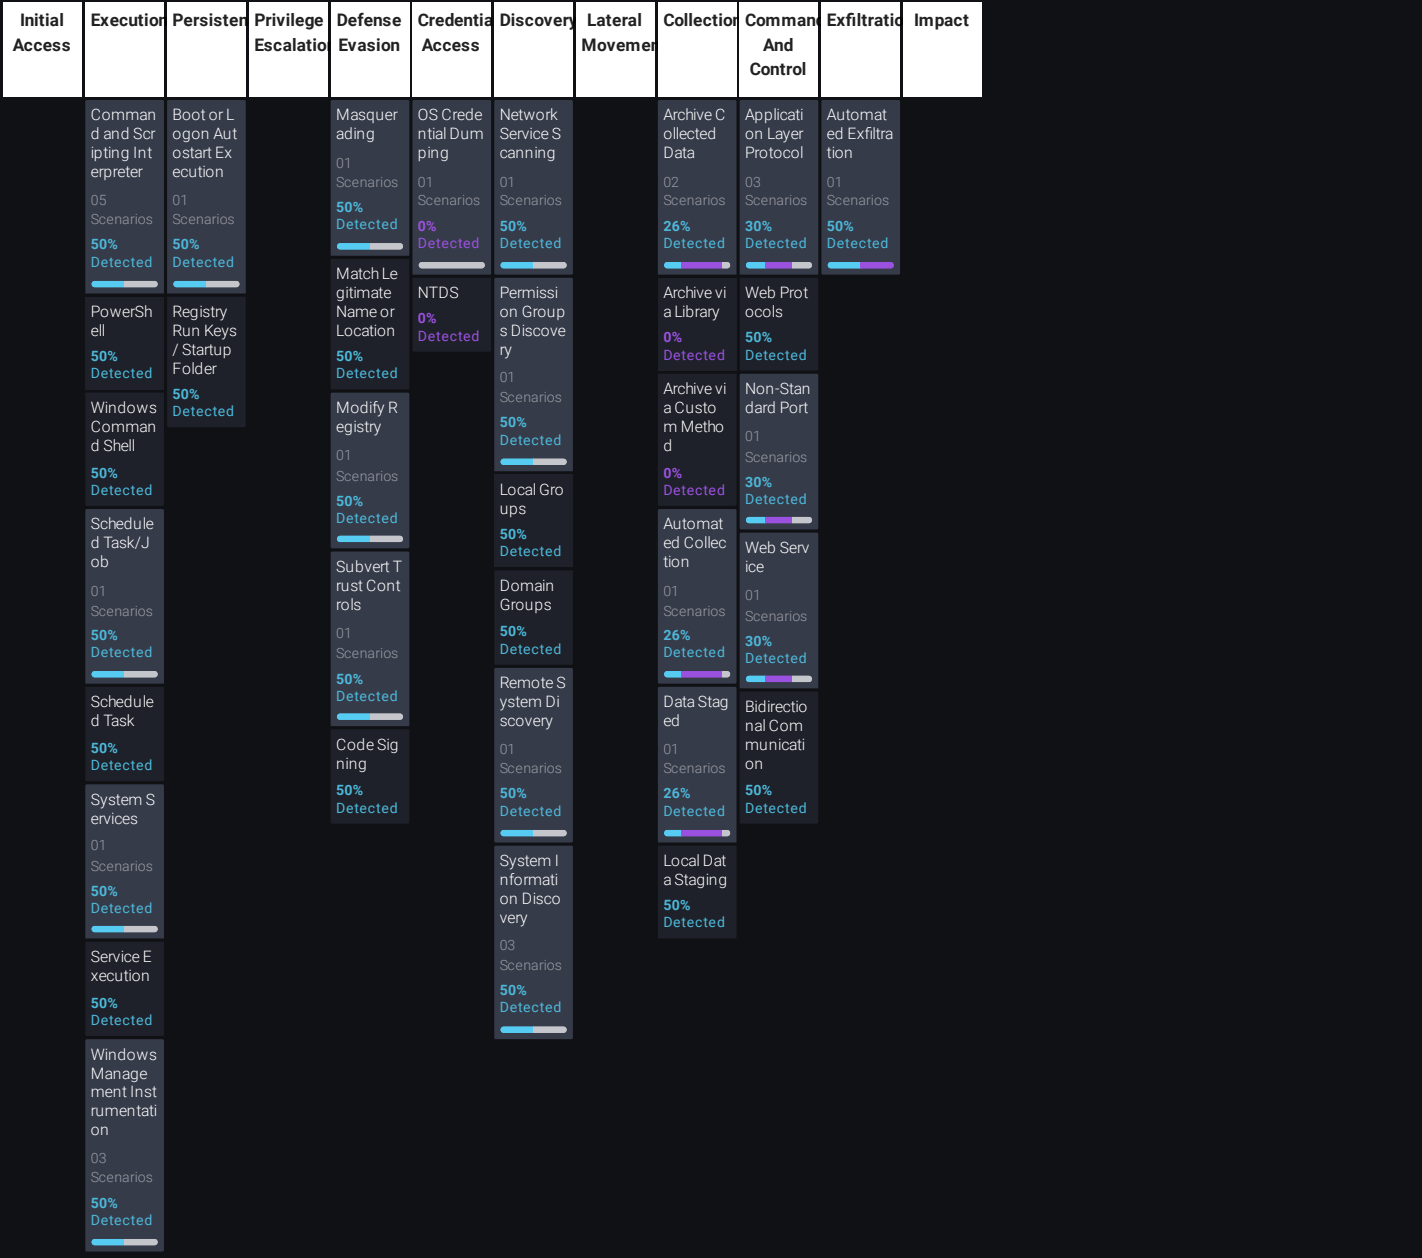 Initial
Access
Execution
Persisten
Privilege
Escalatio
Defense
Evasion
Credentia
Access
Discovery
Lateral
Movemer
Collection
Comman
And
Control
Exfiltratic
Impact
Comman
d and Scr
ipting Int
erpreter
05
Scenarios
50%
Detected
PowerSh
ell
50%
Detected
Windows
Comman
d Shell
50%
Detected
Schedule
d Task/J
ob
01
Scenarios
50%
Detected
Schedule
d Task
50%
Detected
System S
ervices
01
Scenarios
50%
Detected
Service E
xecution
50%
Detected
Windows
Manage
ment Inst
rumentati
on
03
Scenarios
50%
Detected
Boot or L
ogon Aut
ostart Ex
ecution
01
Scenarios
50%
Detected
Registry
Run Keys
/ Startup
Folder
50%
Detected
Masquer
ading
01
Scenarios
50%
Detected
Match Le
gitimate
Name or
Location
50%
Detected
Modify R
egistry
01
Scenarios
50%
Detected
Subvert T
rust Cont
rols
01
Scenarios
50%
Detected
Code Sig
ning
50%
Detected
OS Crede
ntial Dum
ping
01
Scenarios
0%
Detected
NTDS
0%
Detected
Network
Service S
canning
01
Scenarios
50%
Detected
Permissi
on Group
s Discove
ry
01
Scenarios
50%
Detected
Local Gro
ups
50%
Detected
Domain
Groups
50%
Detected
Remote S
ystem Di
scovery
01
Scenarios
50%
Detected
System I
nformati
on Disco
very
03
Scenarios
50%
Detected
Archive C
ollected
Data
02
Scenarios
26%
Detected
Archive vi
a Library
0%
Detected
Archive vi
a Custo
m Metho
d
0%
Detected
Automat
ed Collec
tion
01
Scenarios
26%
Detected
Data Stag
ed
01
Scenarios
26%
Detected
Local Dat
a Staging
50%
Detected
Applicati
on Layer
Protocol
03
Scenarios
30%
Detected
Web Prot
ocols
50%
Detected
Non-Stan
dard Port
01
Scenarios
30%
Detected
Web Serv
ice
01
Scenarios
30%
Detected
Bidirectio
nal Com
municati
on
50%
Detected
Automat
ed Exfiltra
tion
01
Scenarios
50%
Detected